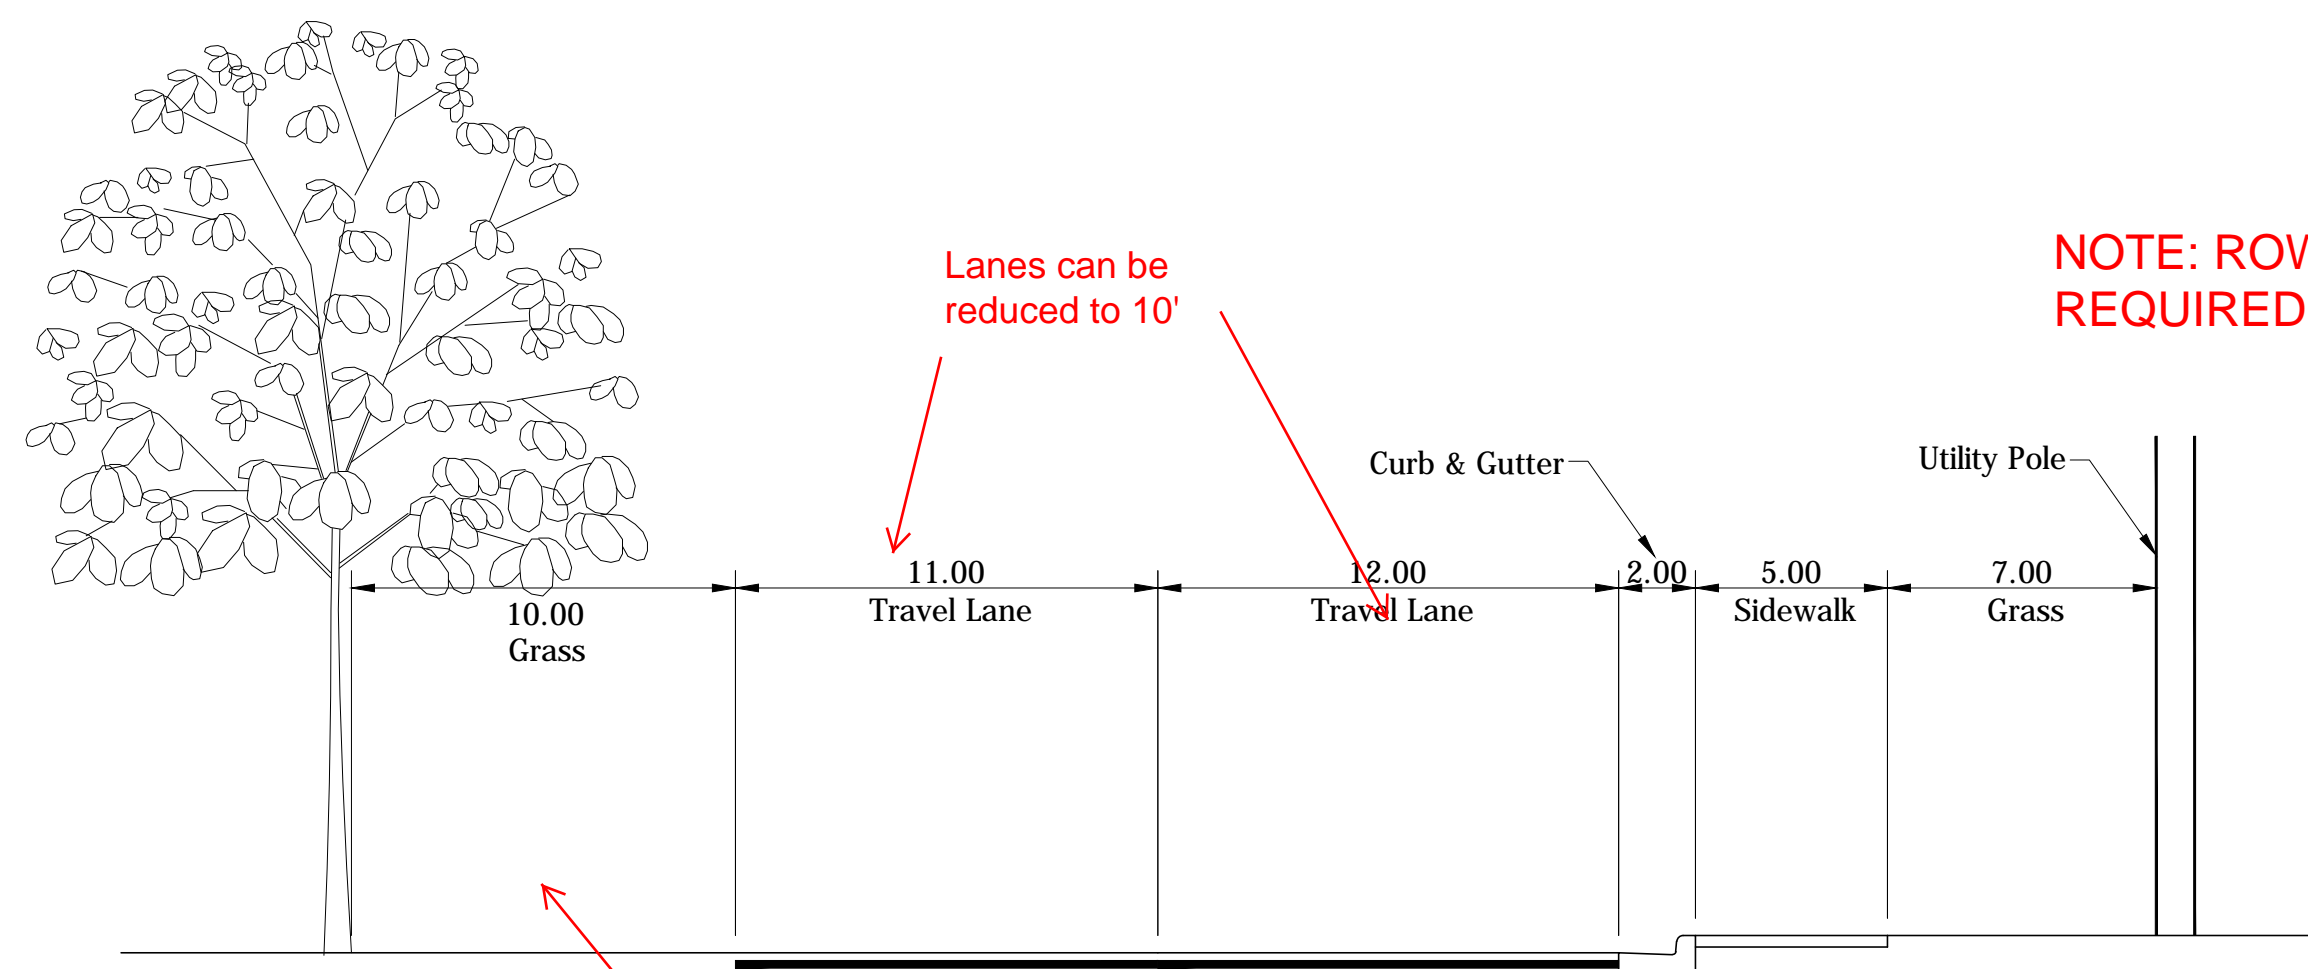 NOTE: ROW
REQUIRED
Lanes can be
reduced to 10'
Curb & Gutter
Utility Pole
11.00
12.00
2.00
5.00
7.00
Travel Lane
Travel Lane
Sidewalk
Grass
10.00
Grass